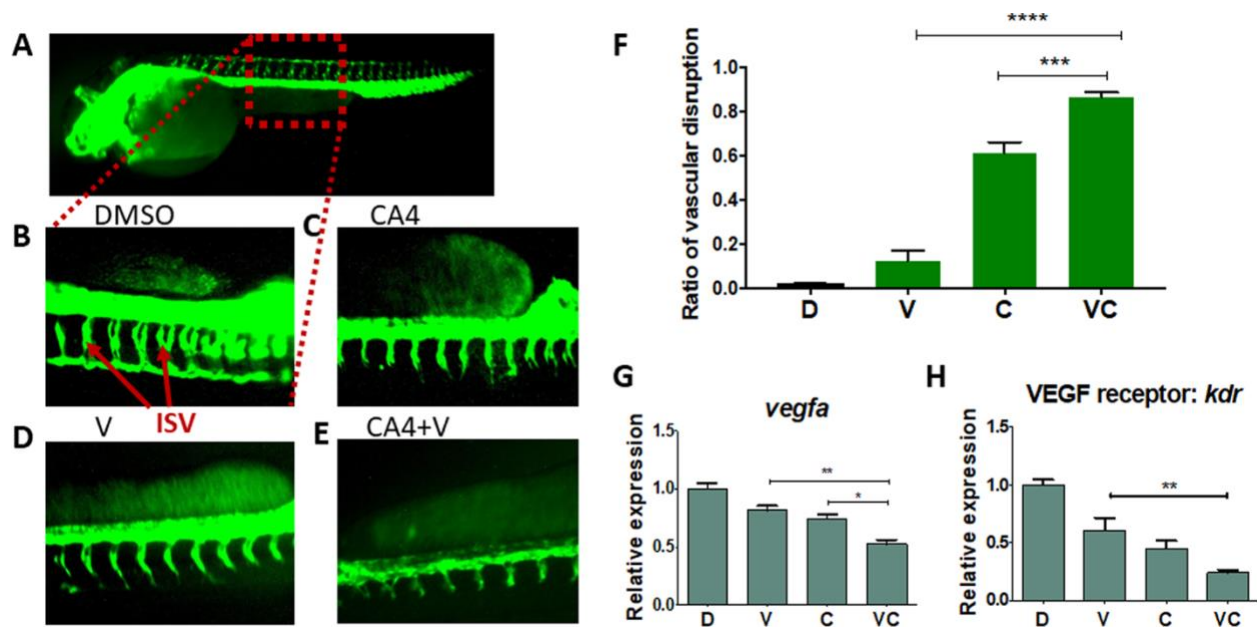 A
B
DMSO
C
CA4
ISV
D
V
E
CA4+V
F
****
***
Ratio of vascular disruption
1.0
0.8
0.6
0.4
0.2
0.0
D
V
C
VC
G
vegfa
Relative expression
1.5
1.0
0.5
0.0
**
*
D
V
C
VC
H
VEGF receptor: kdr
Relative expression
1.5
1.0
0.5
0.0
**
D
V
C
VC